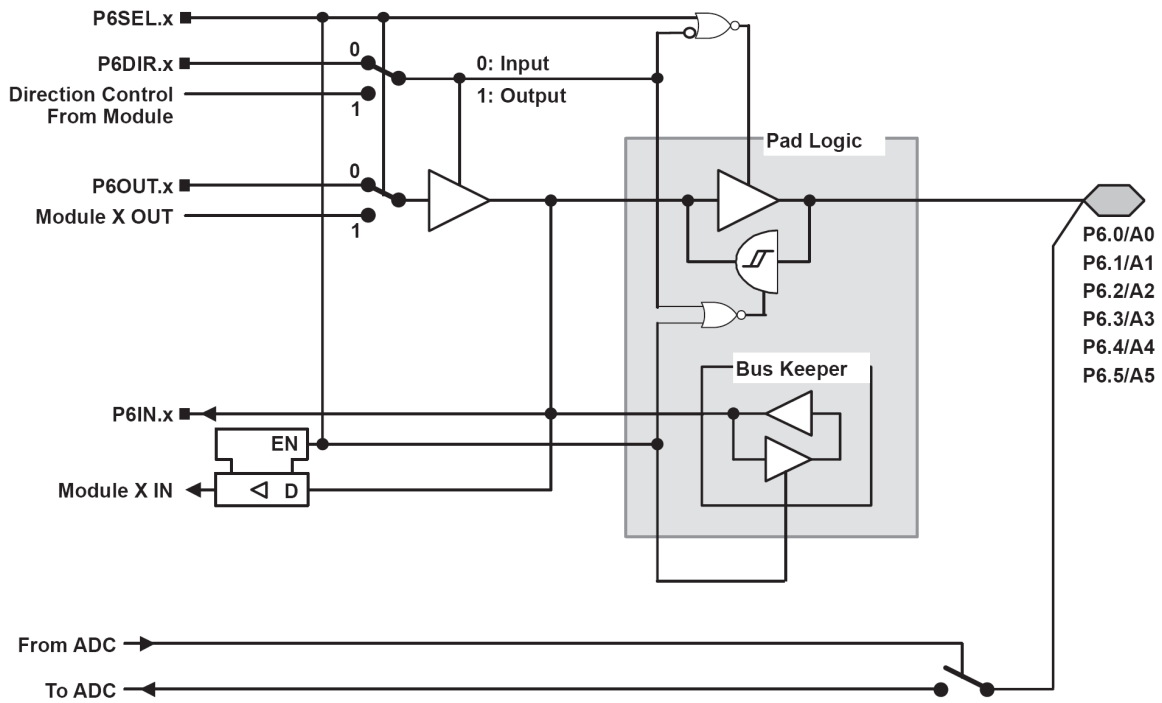 P6SEL.x
0
P6DIR.x
0: Input
Direction Control
From Module
1
1: Output
Pad Logic
0
P6OUT.x
Module X OUT
1
P6.0/A0
P6.1/A1
P6.2/A2
P6.3/A3
P6.4/A4
P6.5/A5
Bus Keeper
P6IN.x
EN
Module X IN
D
From ADC
To ADC